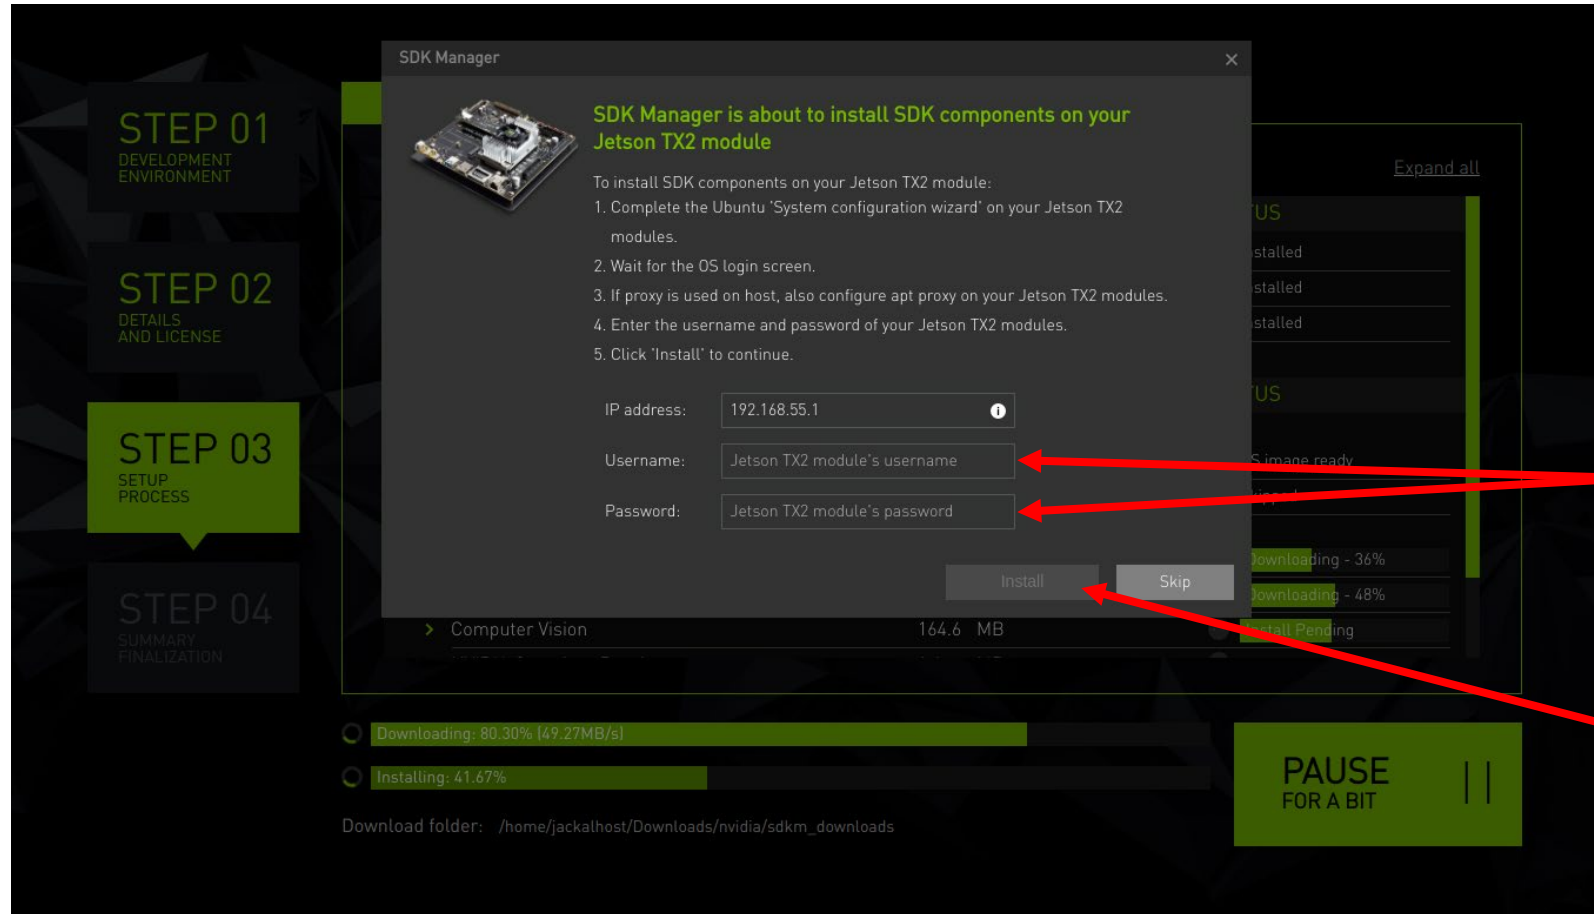 SDK Manager
SDK Manager is about to install SDK components on your
Jetson TX2 module
To install SDK components on your Jetson TX2 module:
1. Complete the Ubuntu 'System configuration wizard' on your Jetson TX2
modules.
2. Wait for the OS login screen.
3. If proxy is used on host, also configure apt proxy on your Jetson TX2 modules.
4. Enter the username and password of your Jetson TX2 modules.
5. Click 'Install' to continue.
IP address: 192.168.55.1
Username: Jetson TX2 module's username
Password: Jetson TX2 module's password
Install Skip
STEP 01
DEVELOPMENT
ENVIRONMENT
STEP 02
DETAILS
AND LICENSE
STEP 03
SETUP
PROCESS
STEP 04
SUMMARY
FINALIZATION
Expand all
TUS
stalled
stalled
stalled
TUS
S image ready
Downloading - 36%
Downloading - 48%
Computer Vision 164.6 MB Install Pending
Downloading: 80.30% (49.27MB/s)
Installing: 41.67%
Download folder: /home/jackalhost/Downloads/nvidia/sdkm_downloads
PAUSE
FOR A BIT